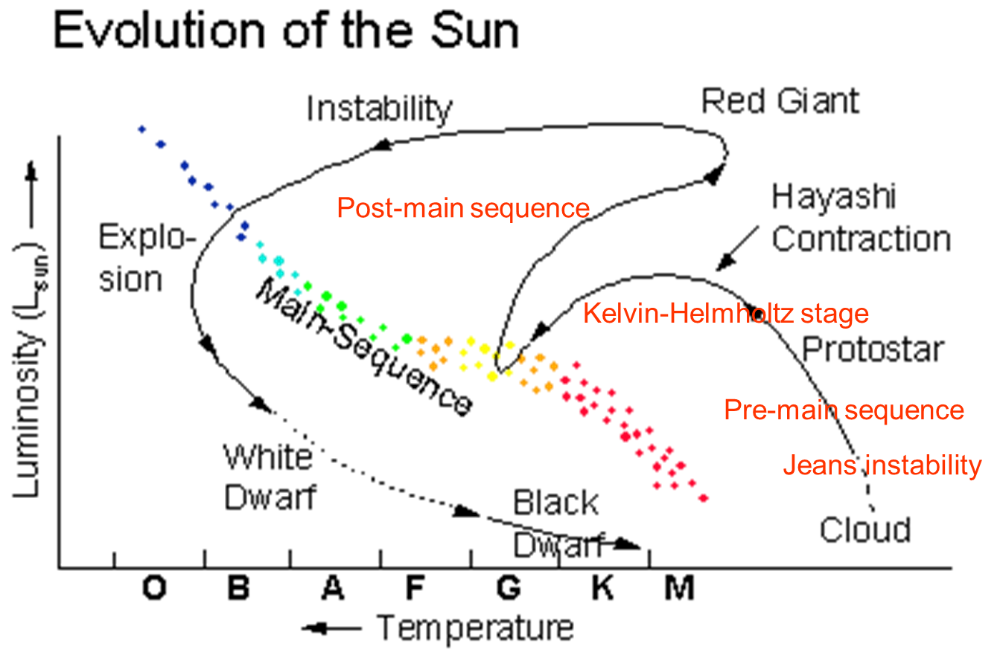 Evolution of the Sun
Instability
Red Giant
Post-main sequence
Hayashi
Contraction
Explo-
sion
Main-Sequence
Kelvin-Helmholtz stage
Protostar
Pre-main sequence
Jeans instability
White
Dwarf
Black
Dwarf
Cloud
Luminosity (Lsun)
O B A F G K M
Temperature